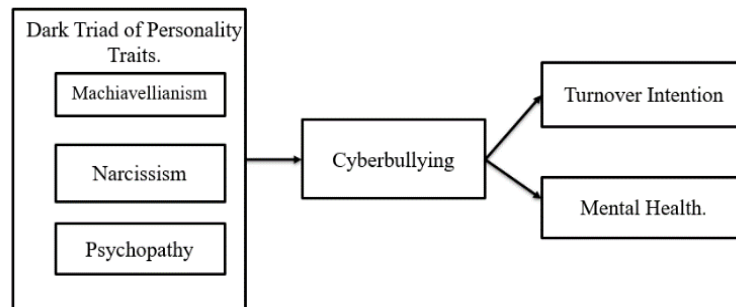 Dark Triad of Personality
Traits.
Machiavellianism
Narcissism
Psychopathy
Cyberbullying
Turnover Intention
Mental Health.